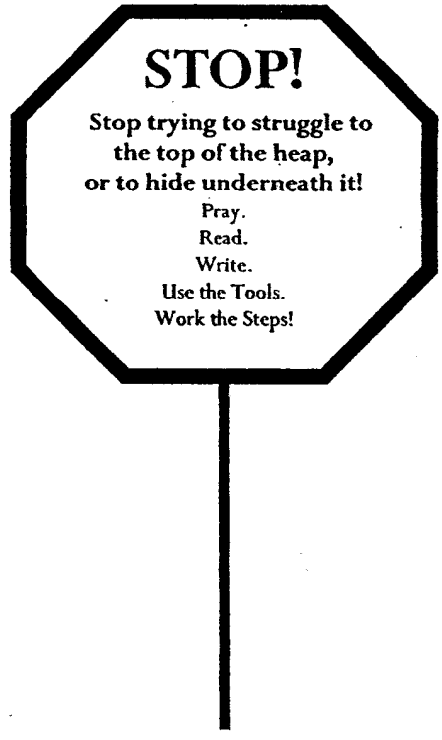 STOP!
Stop trying to struggle to
the top of the heap,
or to hide underneath it!
Pray.
Read.
Write.
Use the Tools.
Work the Steps!